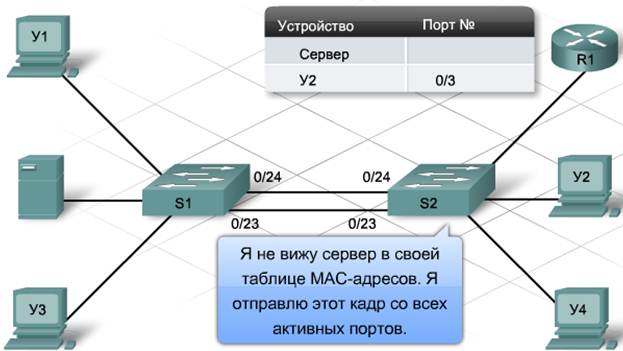 Устройство Порт №
Сервер
У2 0/3
У1
R1
0/24 0/24
S1 S2 У2
0/23 0/23
Я не вижу сервер в своей
таблице MAC-адресов. Я
отправлю этот кадр со всех
активных портов.
У3
У4